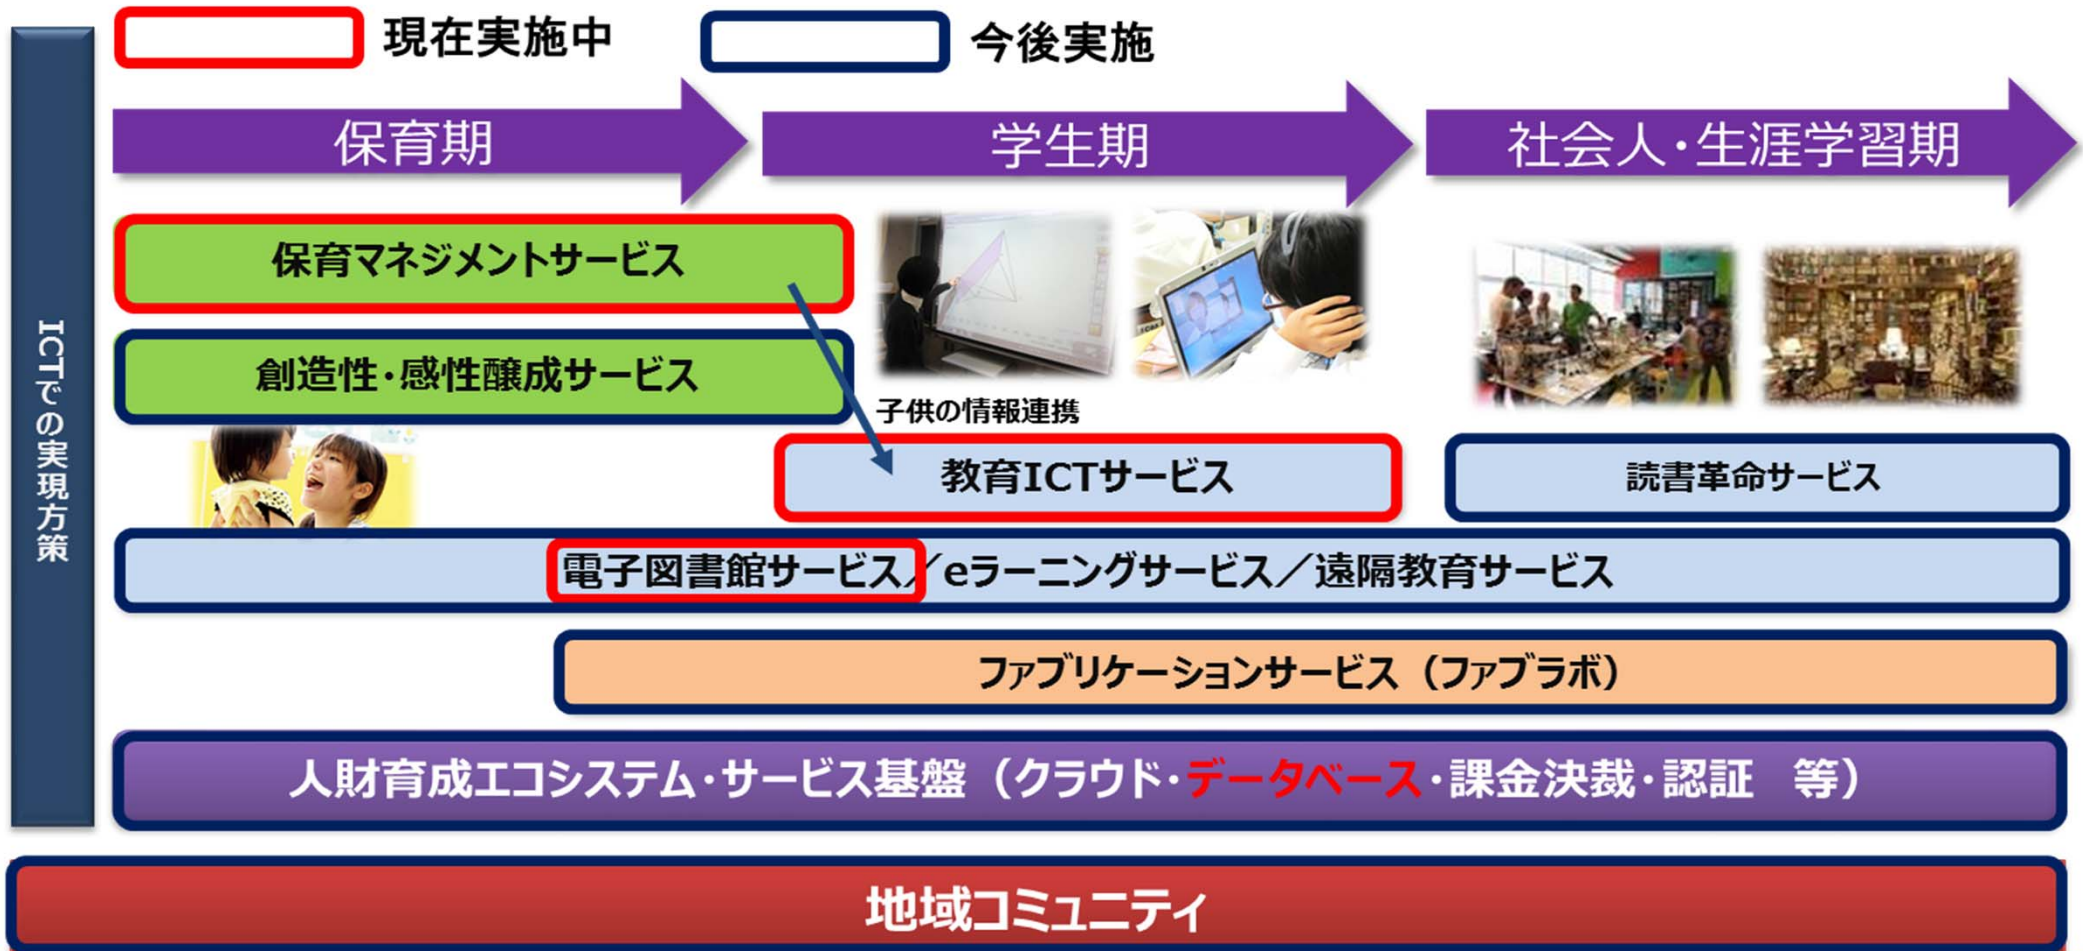 現在実施中
今後実施
保育期
学生期
社会人・生涯学習期
ICTでの実現方策
保育マネジメントサービス
創造性・感性醸成サービス
子供の情報連携
教育ICTサービス
読書革命サービス
電子図書館サービス／eラーニングサービス／遠隔教育サービス
ファブリケーションサービス（ファブラボ）
人財育成エコシステム・サービス基盤（クラウド・データベース・課金決裁・認証　等）
地域コミュニティ